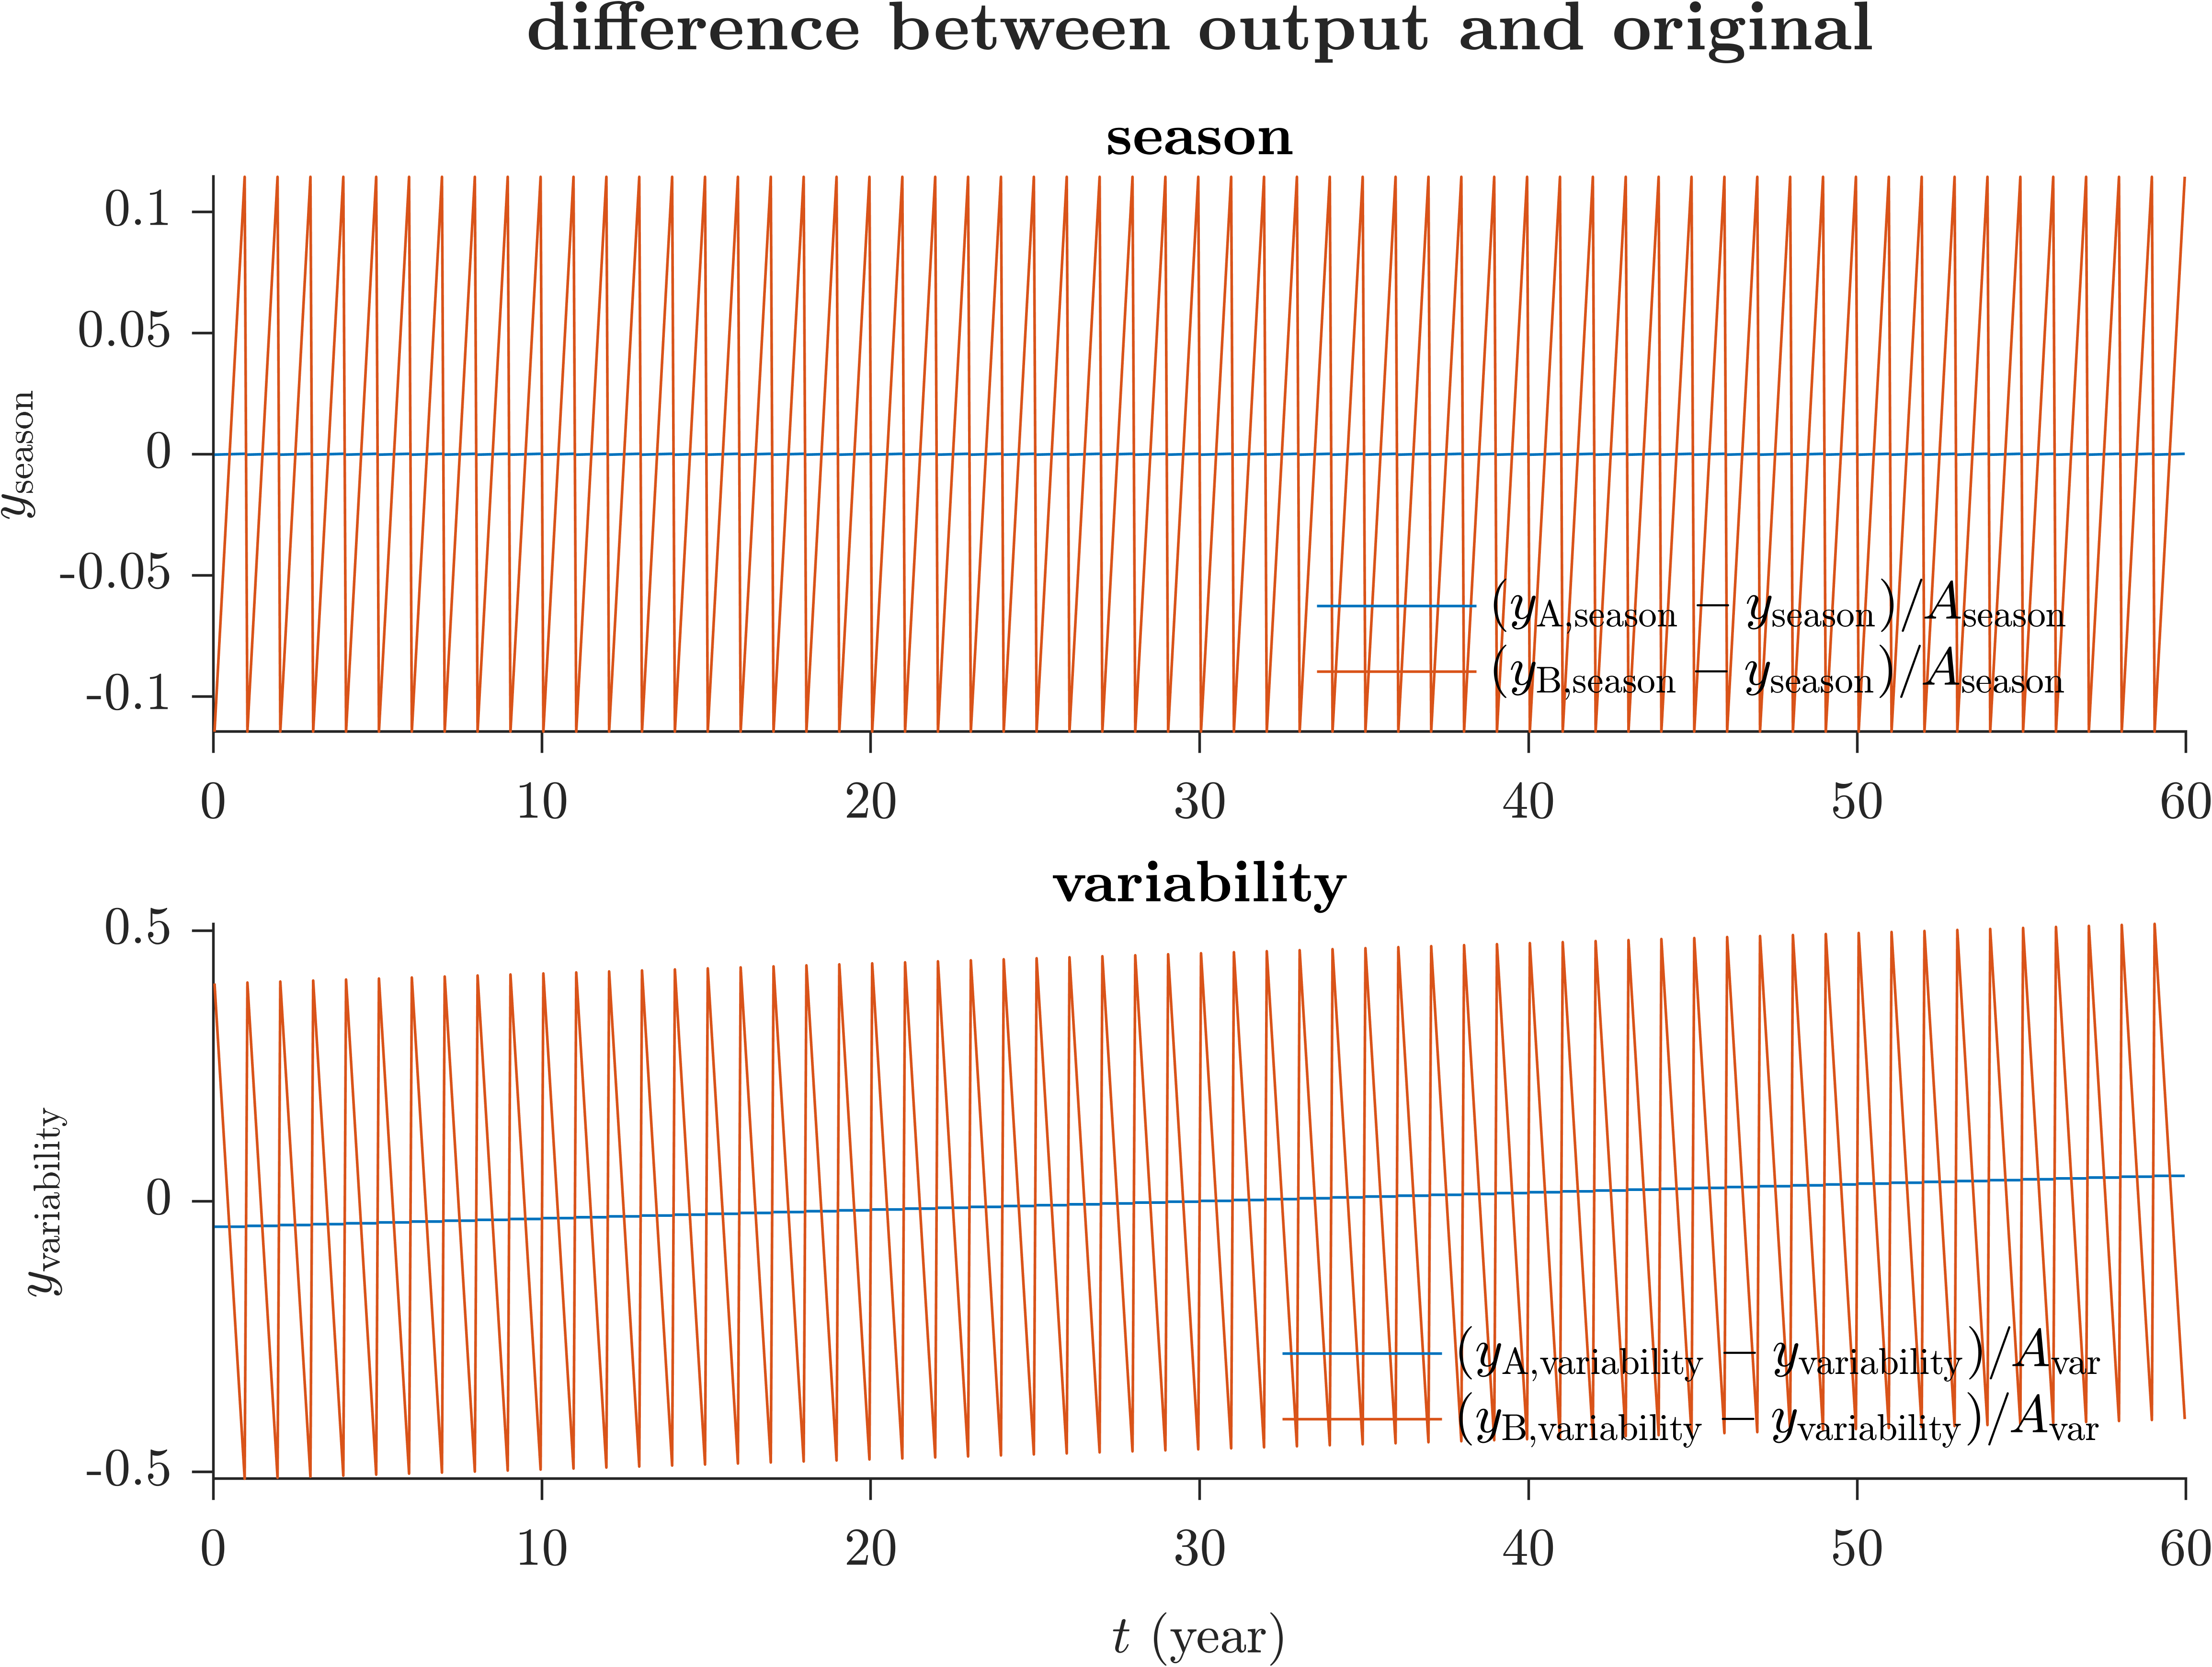 difference between output and original
season
0.1
0.05
0
-0.05
-0.1
y_season
(y_A,season − y_season)/A_season
(y_B,season − y_season)/A_season
0 10 20 30 40 50 60
variability
0.5
0
-0.5
y_variability
(y_A,variability − y_variability)/A_var
(y_B,variability − y_variability)/A_var
0 10 20 30 40 50 60
t (year)